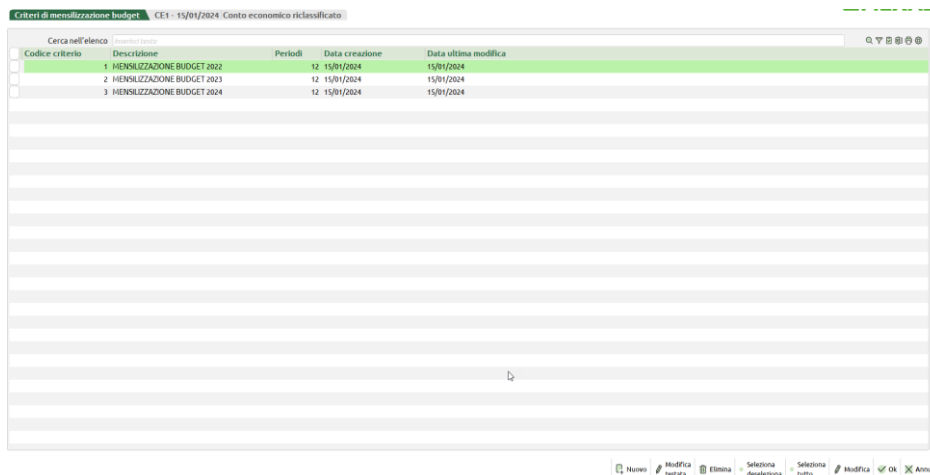 Criteri di mensilizzazione budget CE1 - 15/01/2024 Conto economico riclassificato
Cerca nell'elenco Inserisci testo
Codice criterio Descrizione Periodi Data creazione Data ultima modifica
1 MENSILIZZAZIONE BUDGET 2022 12 15/01/2024 15/01/2024
2 MENSILIZZAZIONE BUDGET 2023 12 15/01/2024 15/01/2024
3 MENSILIZZAZIONE BUDGET 2024 12 15/01/2024 15/01/2024
Nuovo Modifica testata Elimina Seleziona deseleziona Seleziona tutto Modifica Ok Annu